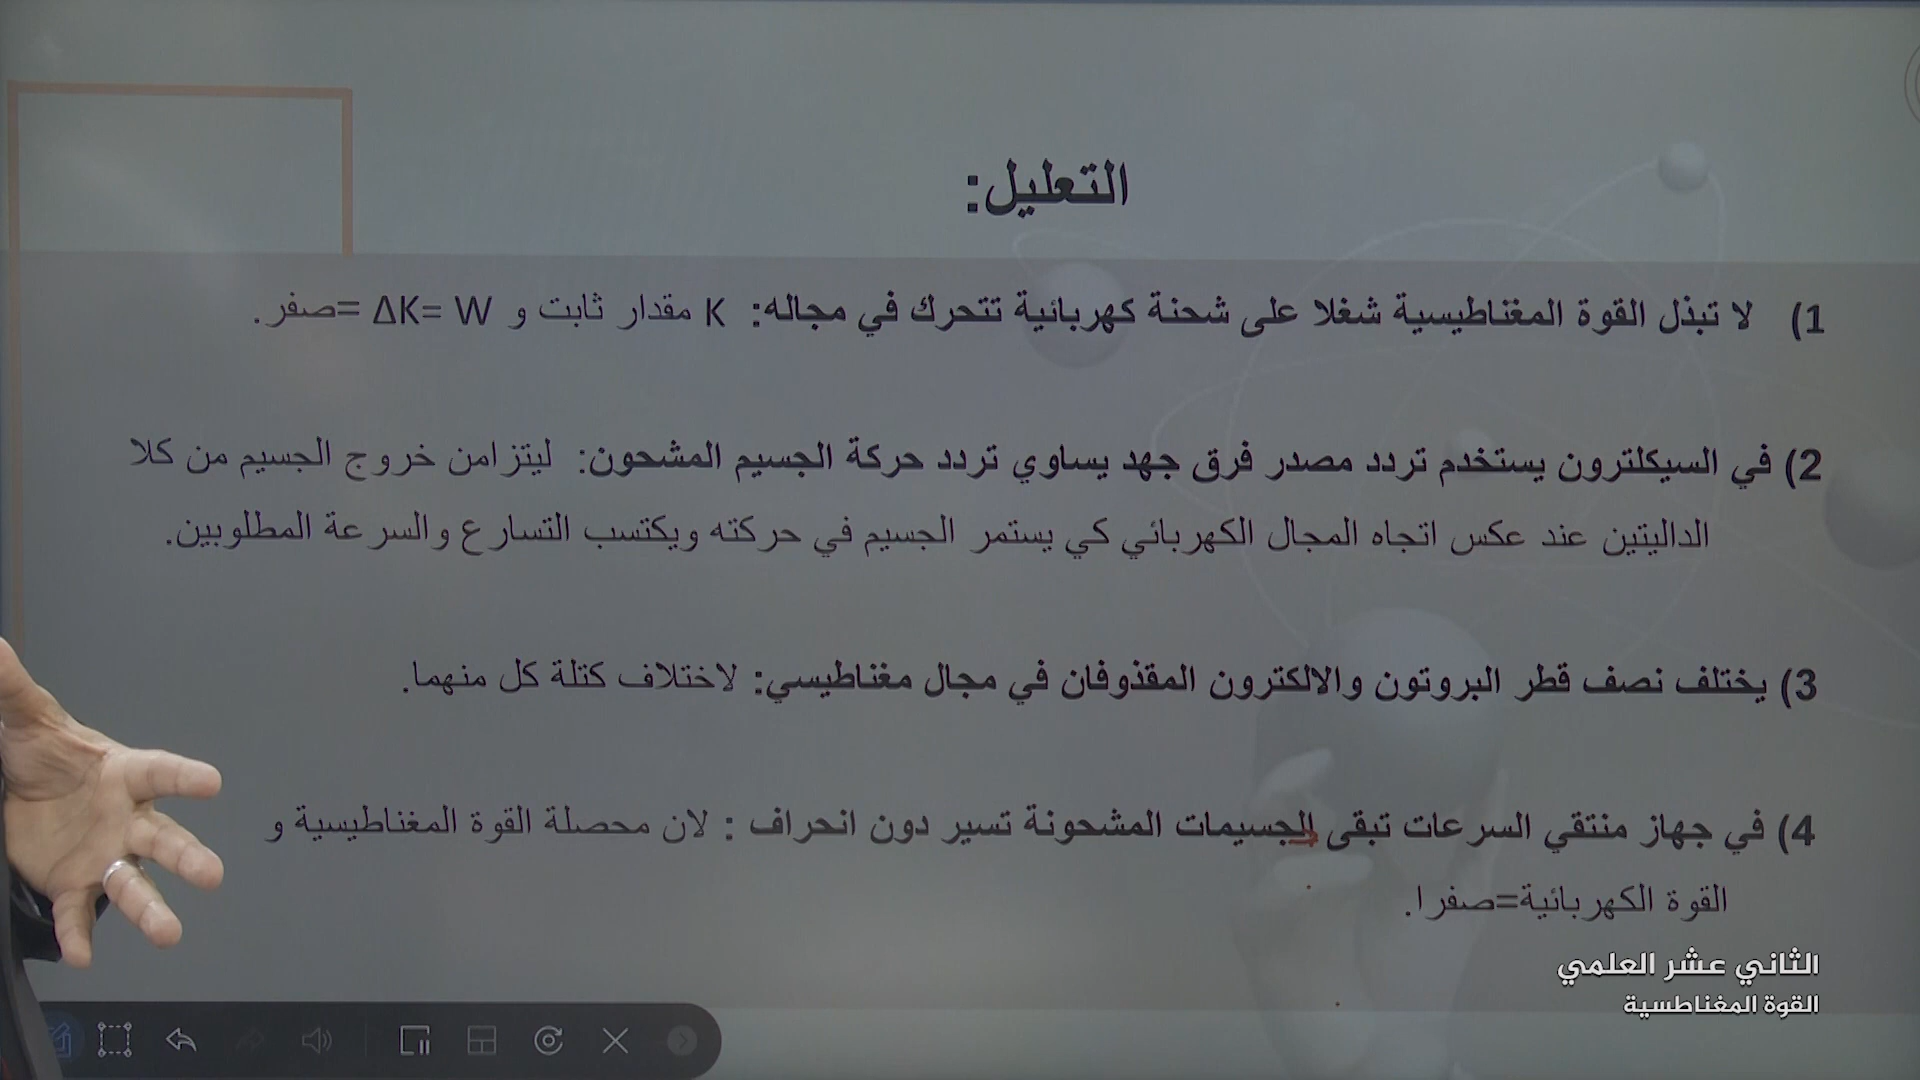 التعليل:
1) لا تبذل القوة المغناطيسية شغلا على شحنة كهربائية تتحرك في مجاله: K مقدار ثابت و ΔK= W =صفر.
2) في السيكلترون يستخدم تردد مصدر فرق جهد يساوي تردد حركة الجسيم المشحون: ليتزامن خروج الجسيم من كلا
الداليتين عند عكس اتجاه المجال الكهربائي كي يستمر الجسيم في حركته ويكتسب التسارع والسرعة المطلوبين.
3) يختلف نصف قطر البروتون والالكترون المقذوفان في مجال مغناطيسي: لاختلاف كتلة كل منهما.
4) في جهاز منتقي السرعات تبقى الجسيمات المشحونة تسير دون انحراف : لان محصلة القوة المغناطيسية و
القوة الكهربائية=صفرا.
الثاني عشر العلمي
القوة المغناطسية